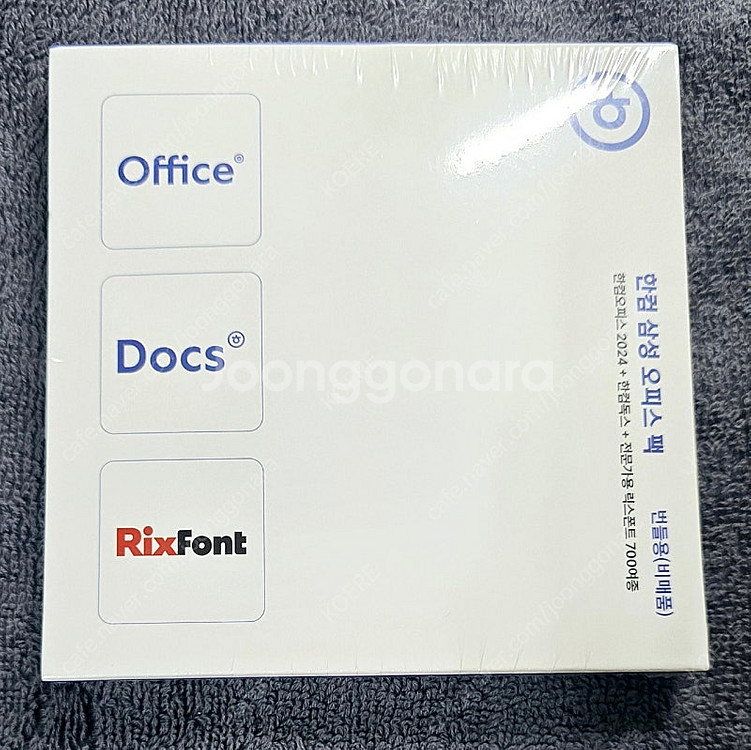 Office
Docs
RixFont
한컴 삼성 오피스 팩 번들용(비매품)
한컴오피스 2024 + 한컴독스 + 전문가용 릭스폰트 700여종
joonggonara